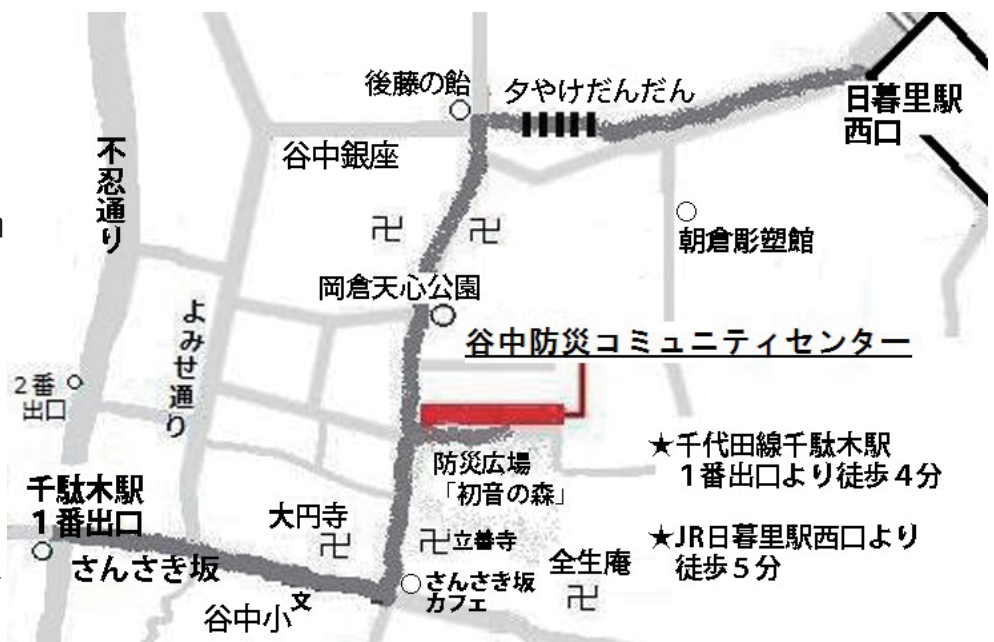 後藤の飴
夕やけだんだん
日暮里駅
西口
谷中銀座
不忍通り
朝倉彫塑館
岡倉天心公園
よみせ通り
谷中防災コミュニティセンター
2番
出口
防災広場
「初音の森」
★千代田線千駄木駅
1番出口より徒歩4分
千駄木駅
1番出口
大円寺
立善寺
全生庵
★JR日暮里駅西口より
徒歩5分
さんさき坂
さんさき坂
カフェ
谷中小
文